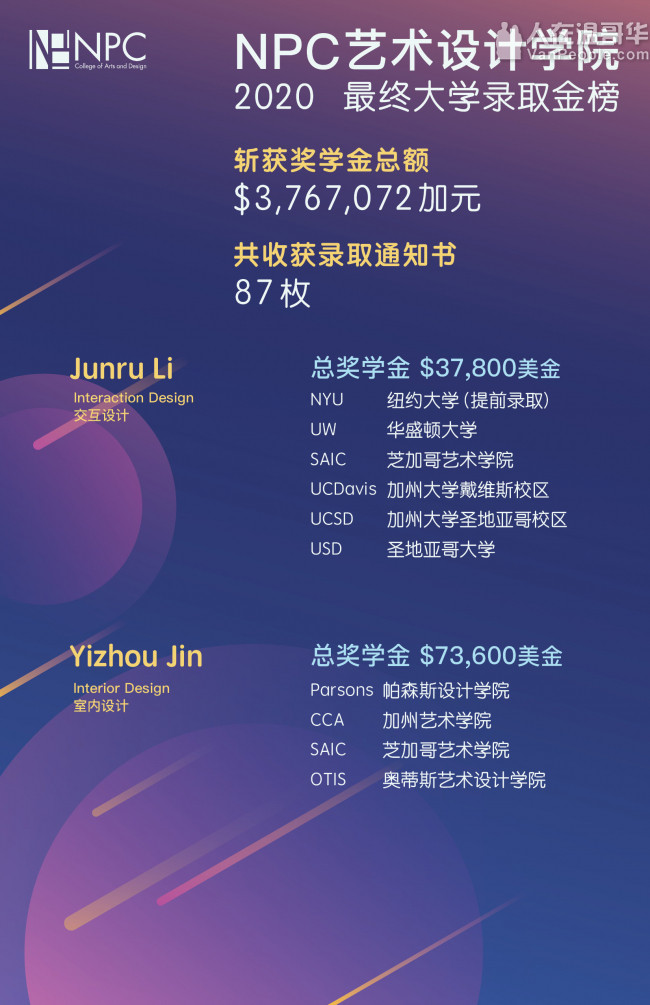 NPC
College of Arts and Design
人在温哥华
VanPeople.com
NPC艺术设计学院
2020 最终大学录取金榜
斩获奖学金总额
$3,767,072加元
共收获录取通知书
87枚
Junru Li
Interaction Design
交互设计
总奖学金 $37,800美金
NYU 纽约大学(提前录取)
UW 华盛顿大学
SAIC 芝加哥艺术学院
UCDavis 加州大学戴维斯校区
UCSD 加州大学圣地亚哥校区
USD 圣地亚哥大学
Yizhou Jin
Interior Design
室内设计
总奖学金 $73,600美金
Parsons 帕森斯设计学院
CCA 加州艺术学院
SAIC 芝加哥艺术学院
OTIS 奥蒂斯艺术设计学院